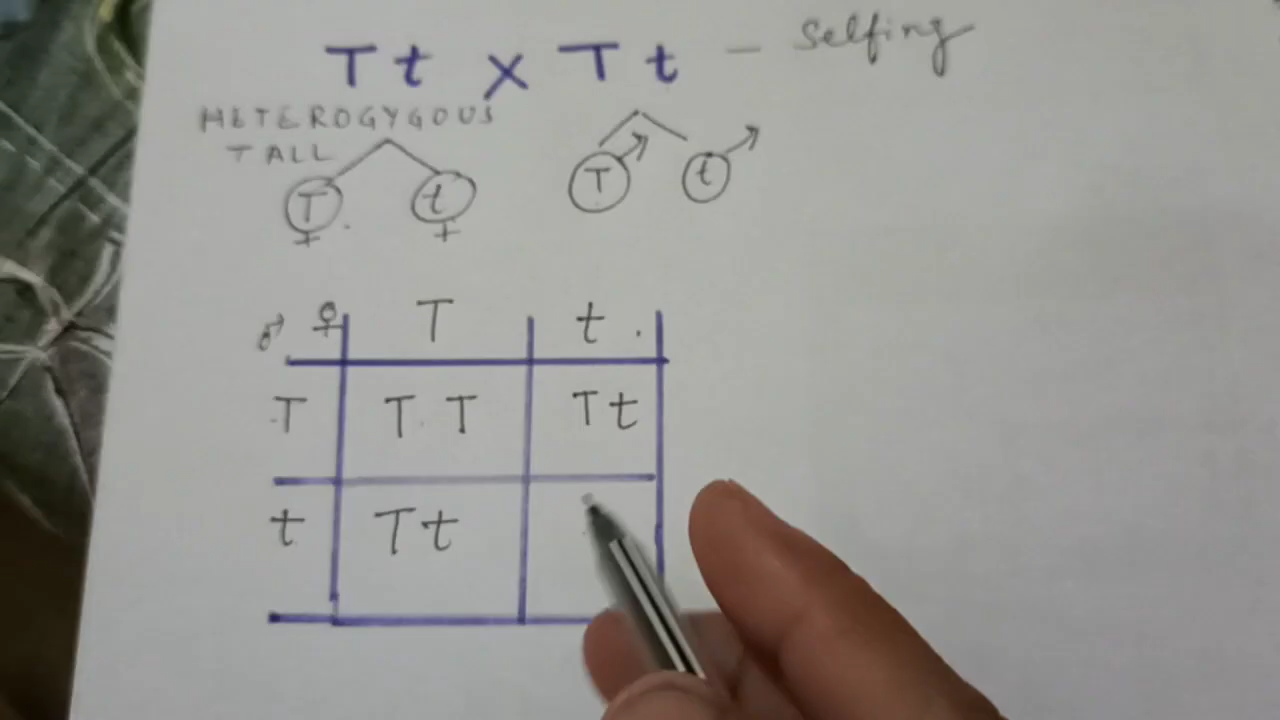 Tt x Tt - Selfing
HETEROGYGOUS
TALL
T t T t
♂ ♀ T t
T TT Tt
t Tt